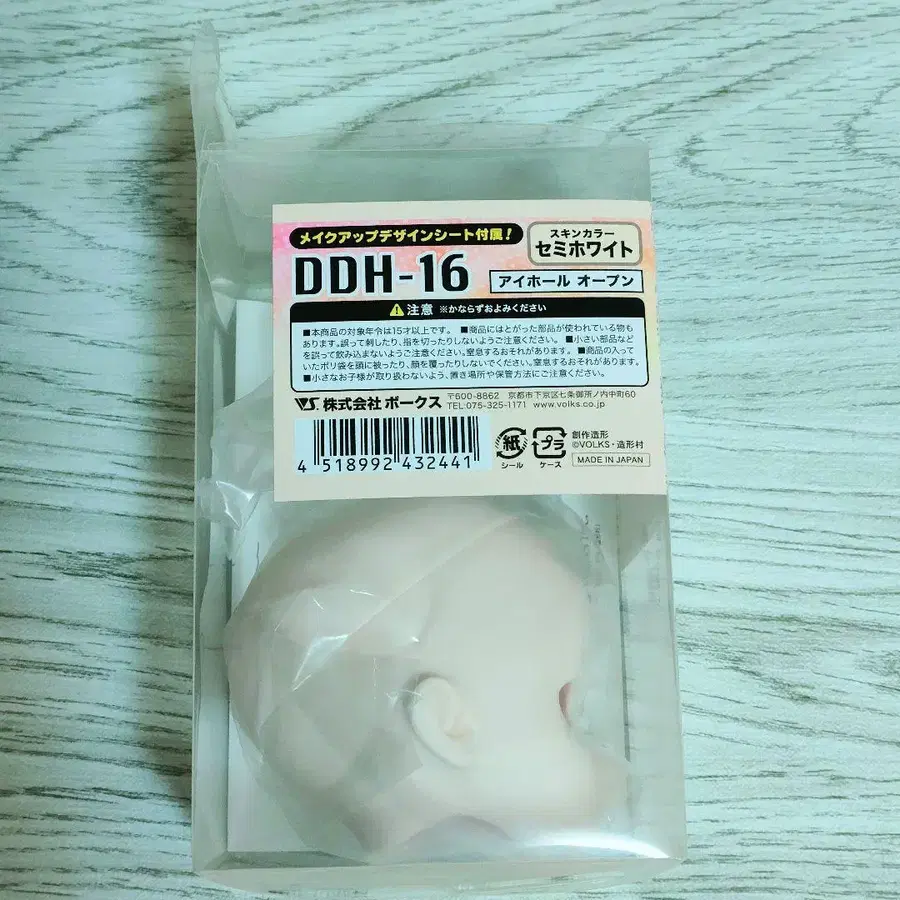 メイクアップデザインシート付属!
スキンカラー
セミホワイト
DDH-16
アイホール オープン
注意 ※かならずおよみください
■本商品の対象年令は15才以上です。 ■商品にはとがった部品が使われている物も
あります。誤って刺したり、指を切ったりしないようご注意ください。 ■小さい部品など
を誤って飲み込まないようご注意ください。窒息するおそれがあります。 ■商品の入って
いたポリ袋を頭に被ったり、顔を覆ったりしないでください。窒息するおそれがあります。
■小さなお子様が取り扱わないよう、置き場所や保管方法にご注意ください。
VS. 株式会社 ボークス 〒600-8862 京都市下京区七条御所ノ内中町60
TEL:075-325-1171 www.volks.co.jp
4 518992 432441
紙
シール
プラ
ケース
創作造形
©VOLKS・造形村
MADE IN JAPAN